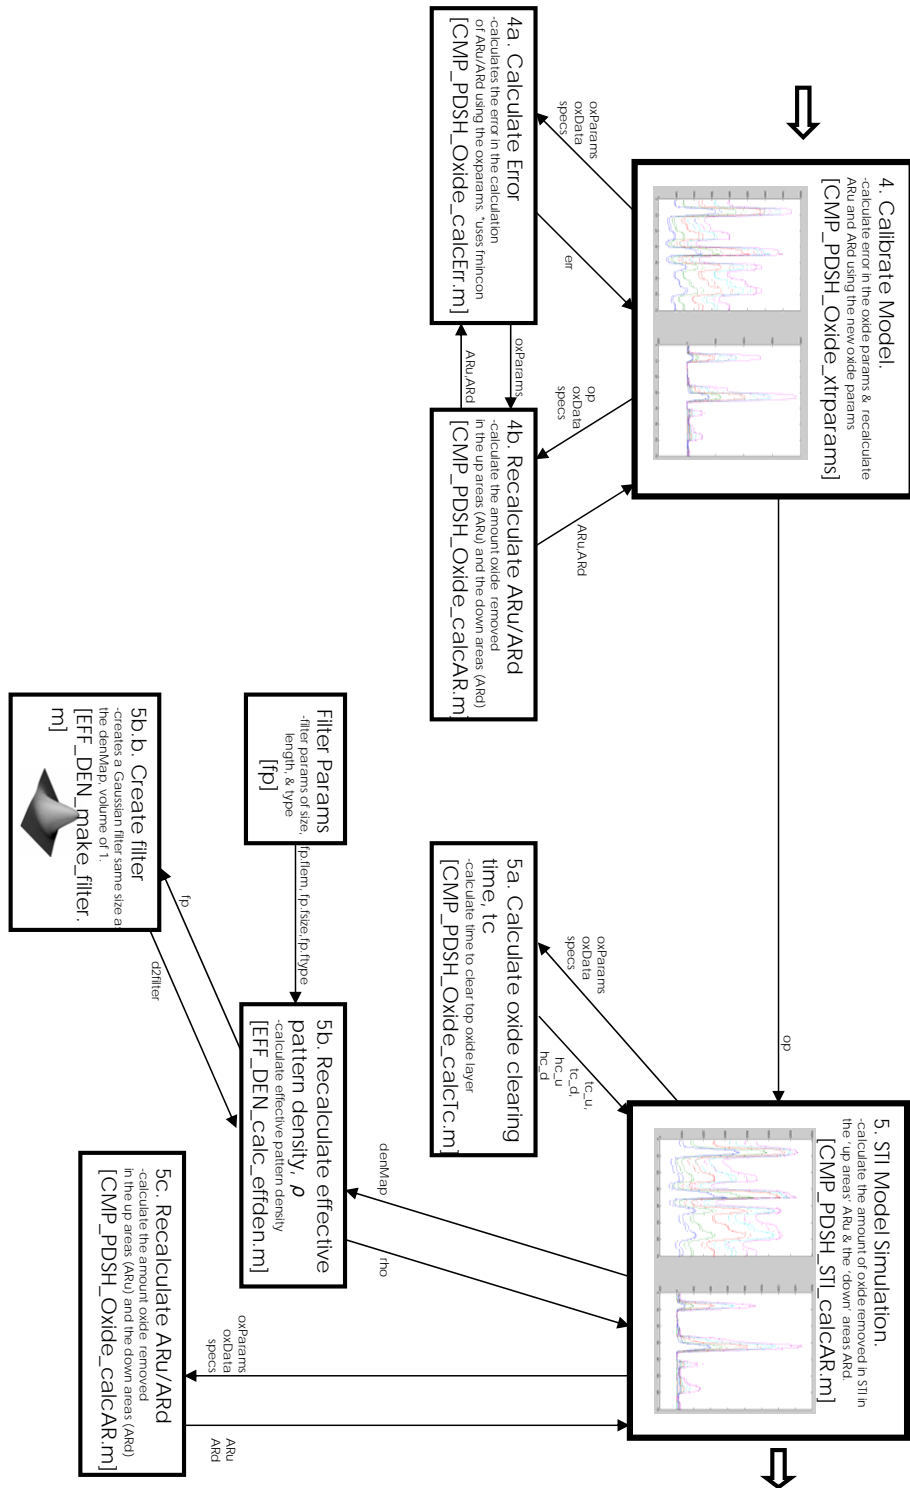 4. Calibrate Model.
-calculate error in the oxide params & recalculate
ARu and ARd using the new oxide params
[CMP_PDSH_Oxide_xtrparams]
oxParams
oxData
specs
err
op
oxData
specs
ARu,ARd
4a. Calculate Error
-calculates the error in the calculation
of ARu/ARd using the oxparams. *uses fmincon
[CMP_PDSH_Oxide_calcErr.m]
oxParams
ARu,ARd
4b. Recalculate ARu/ARd
-calculate the amount oxide removed
in the up areas (ARu) and the down areas (ARd)
[CMP_PDSH_Oxide_calcAR.m]
op
5. STI Model Simulation.
-calculate the amount of oxide removed in STI in
the 'up areas' ARu & the 'down' areas ARd.
[CMP_PDSH_STI_calcAR.m]
oxParams
oxData
specs
tc_u,
tc_d,
hc_u
hc_d
5a. Calculate oxide clearing
time, tc
-calculate time to clear top oxide layer
[CMP_PDSH_Oxide_calcTc.m]
denMap
rho
Filter Params
-filter params of size,
length, & type
[fp]
fp.flem, fp.fsize,fp.ftype
5b. Recalculate effective
pattern density, ρ
-calculate effective pattern density
[EFF_DEN_calc_effden.m]
fp
d2filter
5b.b. Create filter
-creates a Gaussian filter same size as
the denMap, volume of 1.
[EFF_DEN_make_filter.
m]
oxParams
oxData
specs
ARu
ARd
5c. Recalculate ARu/ARd
-calculate the amount oxide removed
in the up areas (ARu) and the down areas (ARd)
[CMP_PDSH_Oxide_calcAR.m]